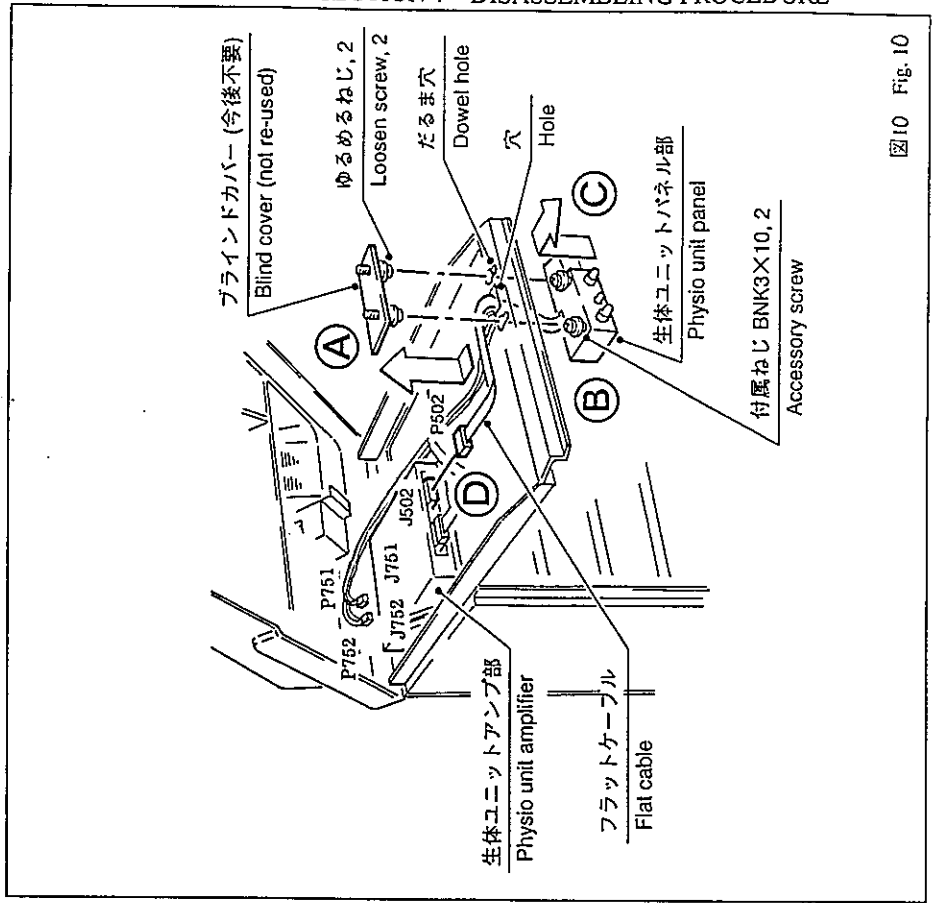 DISASSEMBLING PROCEDURE
ブラインドカバー (今後不要)
Blind cover (not re-used)
ゆるめるねじ, 2
Loosen screw, 2
だるま穴
Dowel hole
穴
Hole
A
P751
P752
J751
J752
J502
P502
D
B
C
生体ユニットアンプ部
Physio unit amplifier
フラットケーブル
Flat cable
生体ユニットパネル部
Physio unit panel
付属ねじ BNK3×10, 2
Accessory screw
図10 Fig. 10